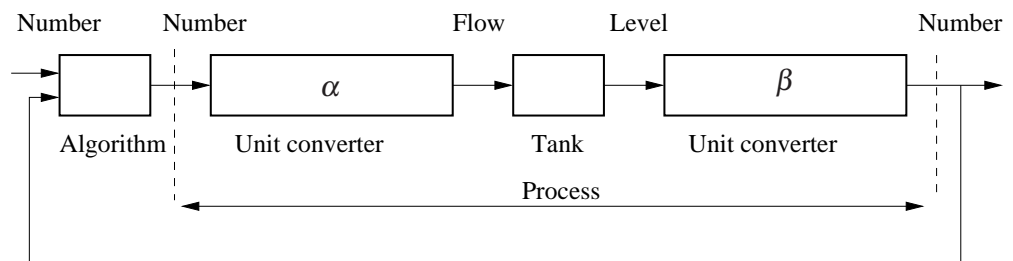 Number
Number
Flow
Level
Number
α
β
Algorithm
Unit converter
Tank
Unit converter
Process